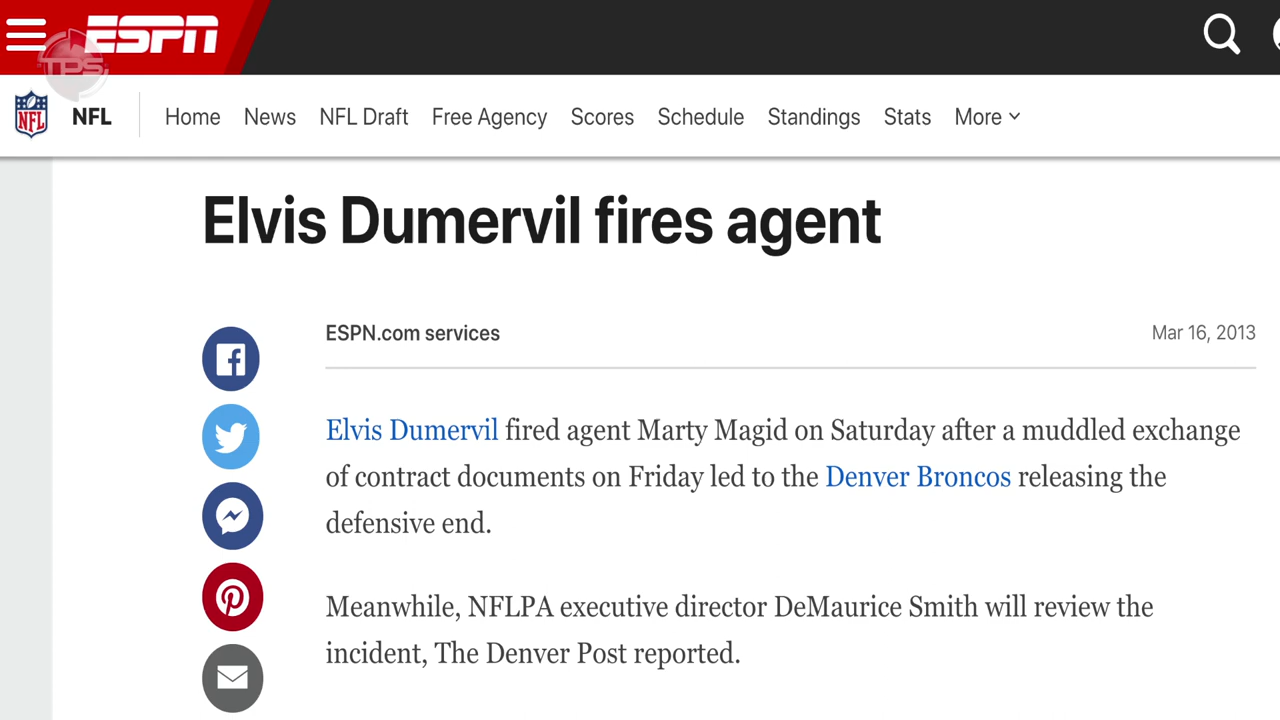 ESPN
TPS
NFL
NFL Home News NFL Draft Free Agency Scores Schedule Standings Stats More
Elvis Dumervil fires agent
ESPN.com services Mar 16, 2013
Elvis Dumervil fired agent Marty Magid on Saturday after a muddled exchange
of contract documents on Friday led to the Denver Broncos releasing the
defensive end.
Meanwhile, NFLPA executive director DeMaurice Smith will review the
incident, The Denver Post reported.